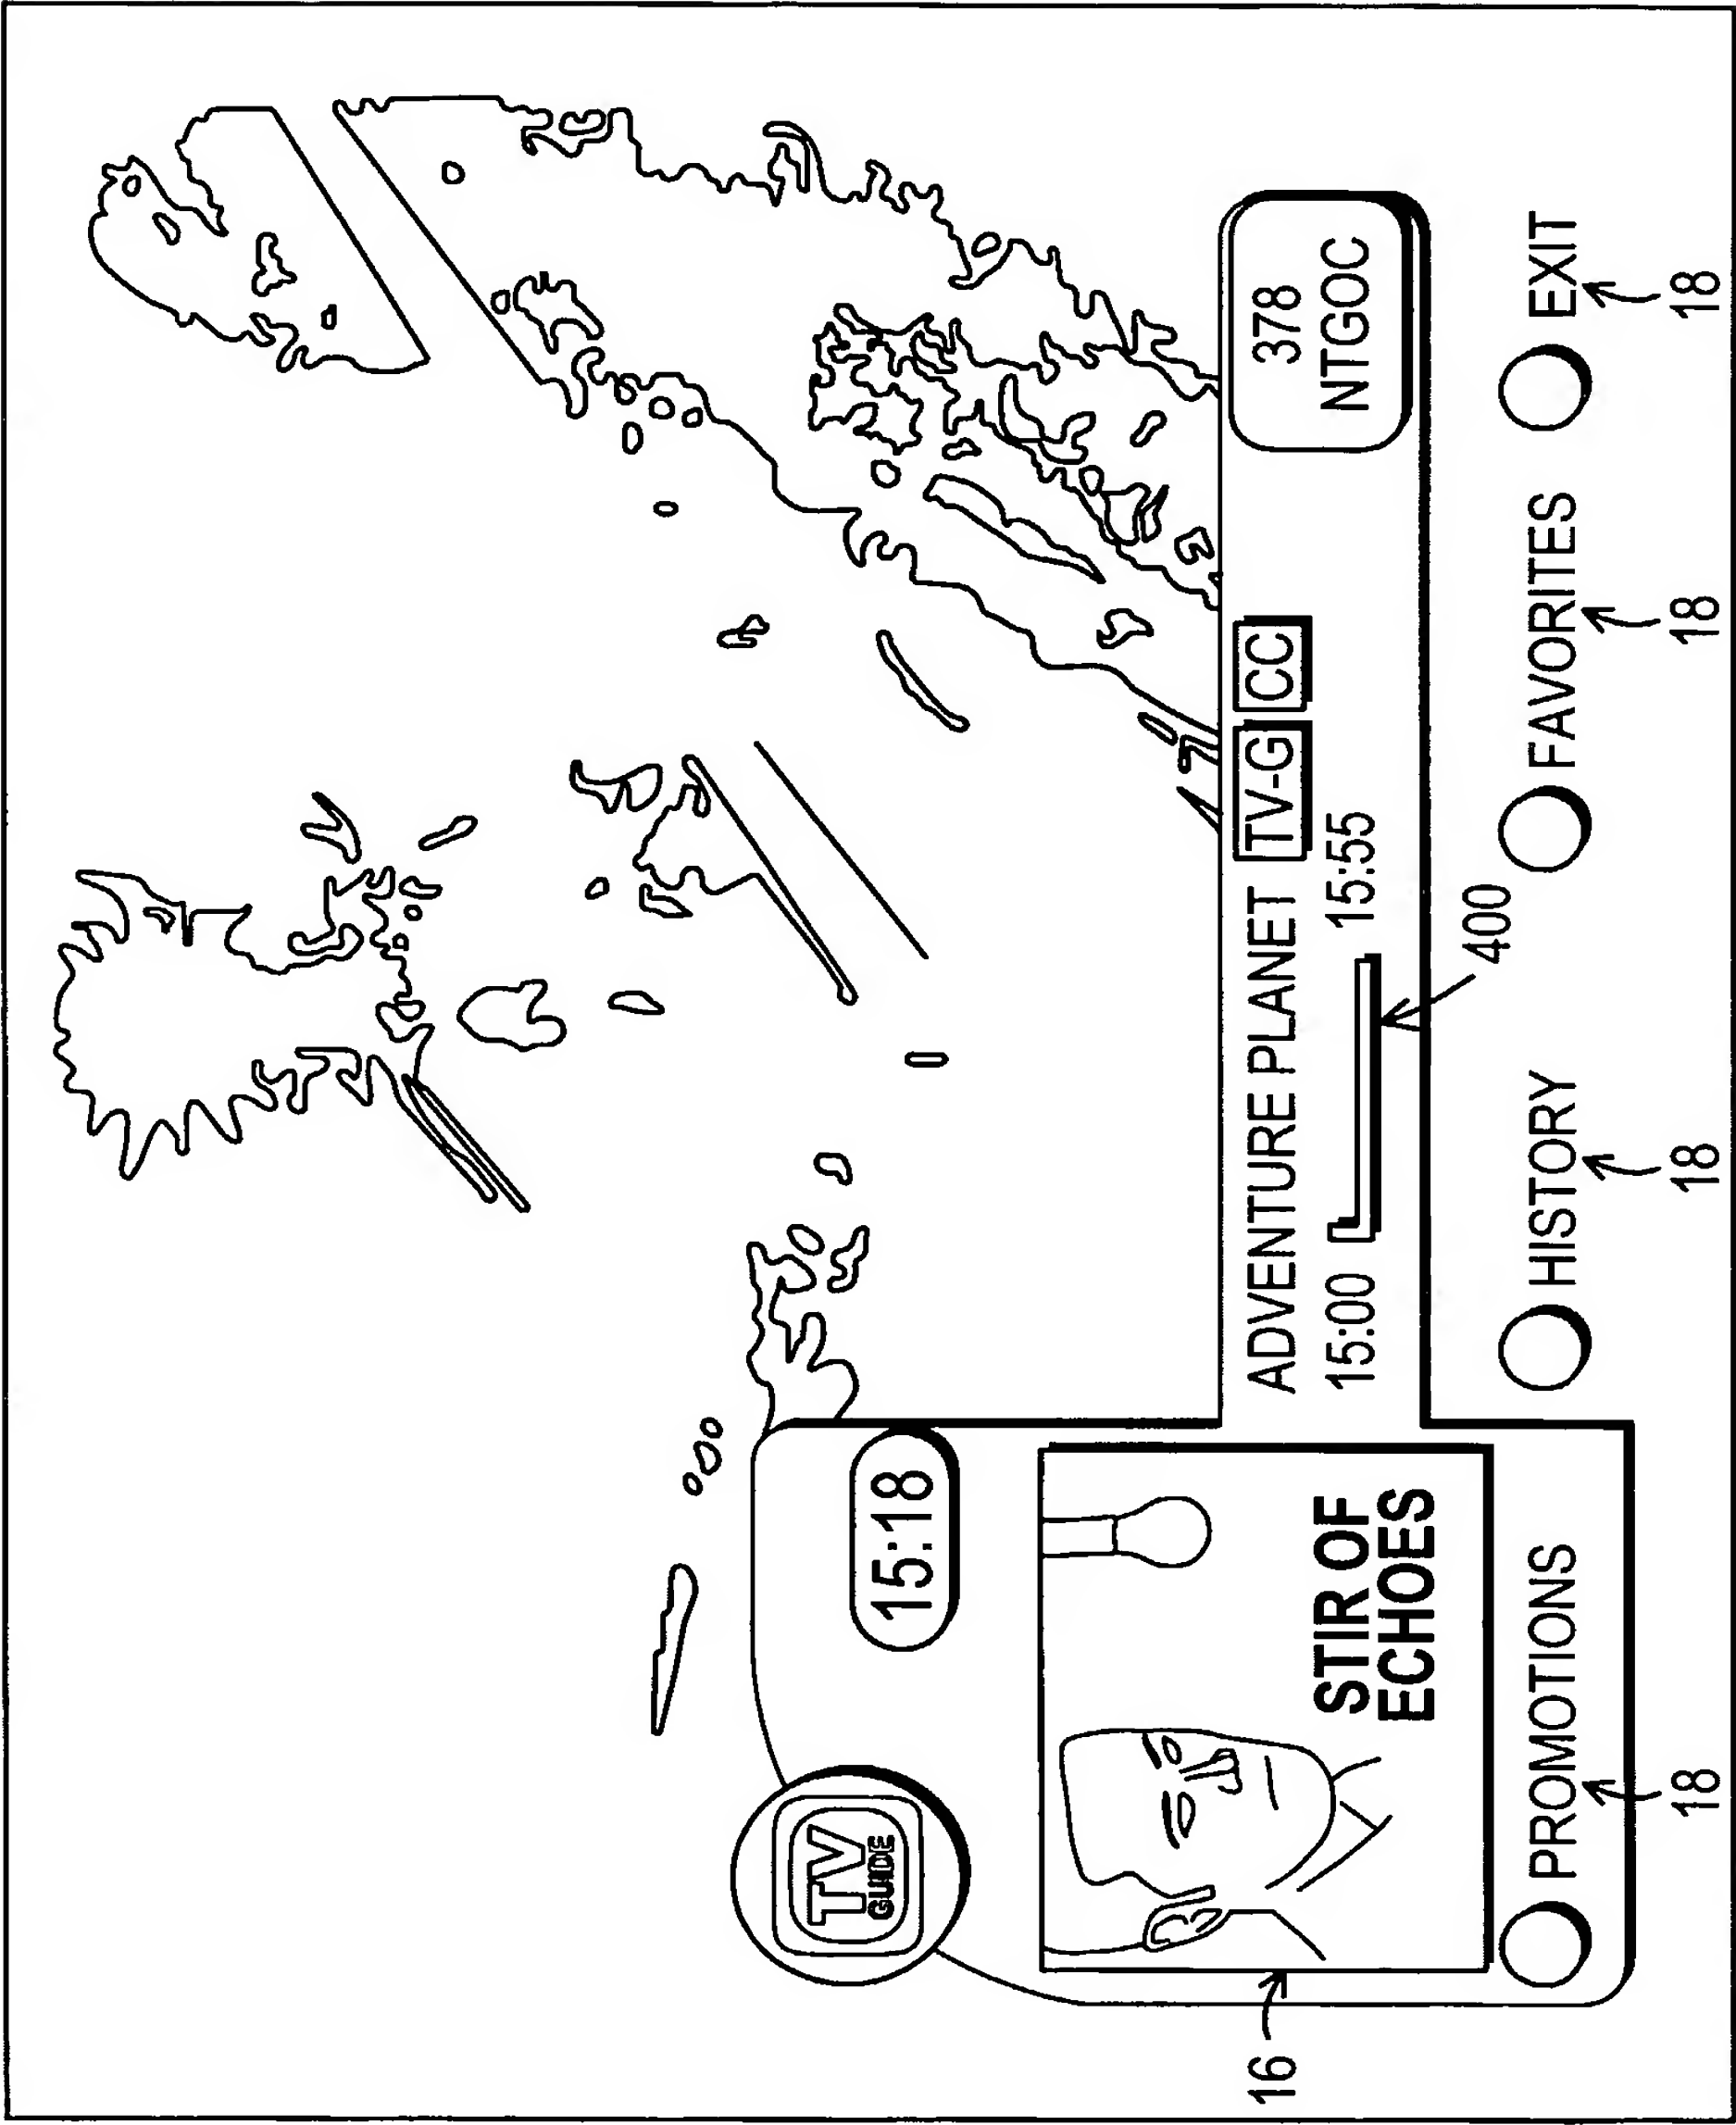 TV
GUIDE
15:18
16
STIR OF
ECHOES
ADVENTURE PLANET TV-G CC
15:00 15:55
378
NTGOC
400
PROMOTIONS
HISTORY
FAVORITES
EXIT
18
18
18
18